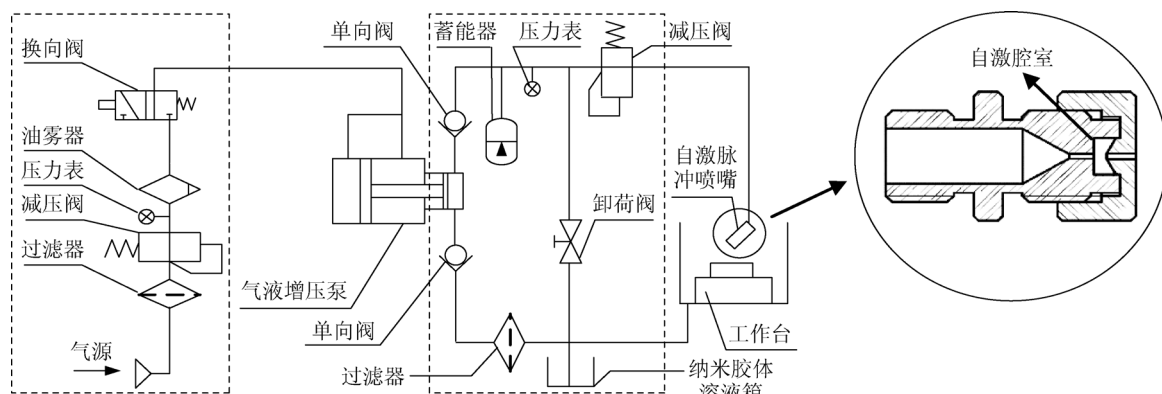 换向阀
油雾器
压力表
减压阀
过滤器
气源
单向阀
气液增压泵
单向阀
过滤器
蓄能器
压力表
减压阀
自激脉
冲喷嘴
卸荷阀
工作台
纳米胶体
溶液箱
自激腔室